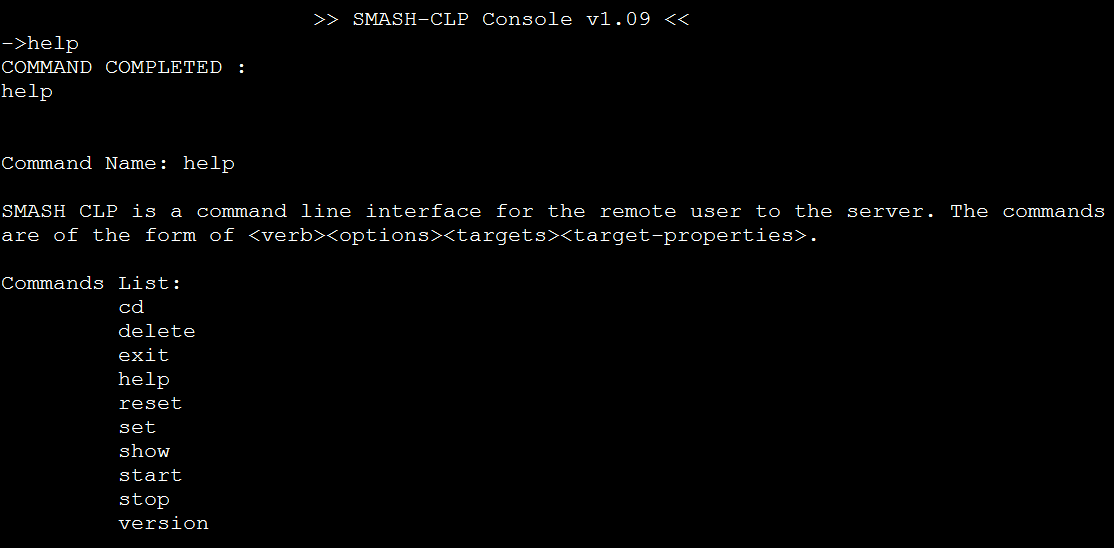 >> SMASH-CLP Console v1.09 <<
->help
COMMAND COMPLETED :
help
Command Name: help
SMASH CLP is a command line interface for the remote user to the server. The commands
are of the form of <verb><options><targets><target-properties>.
Commands List:
cd
delete
exit
help
reset
set
show
start
stop
version